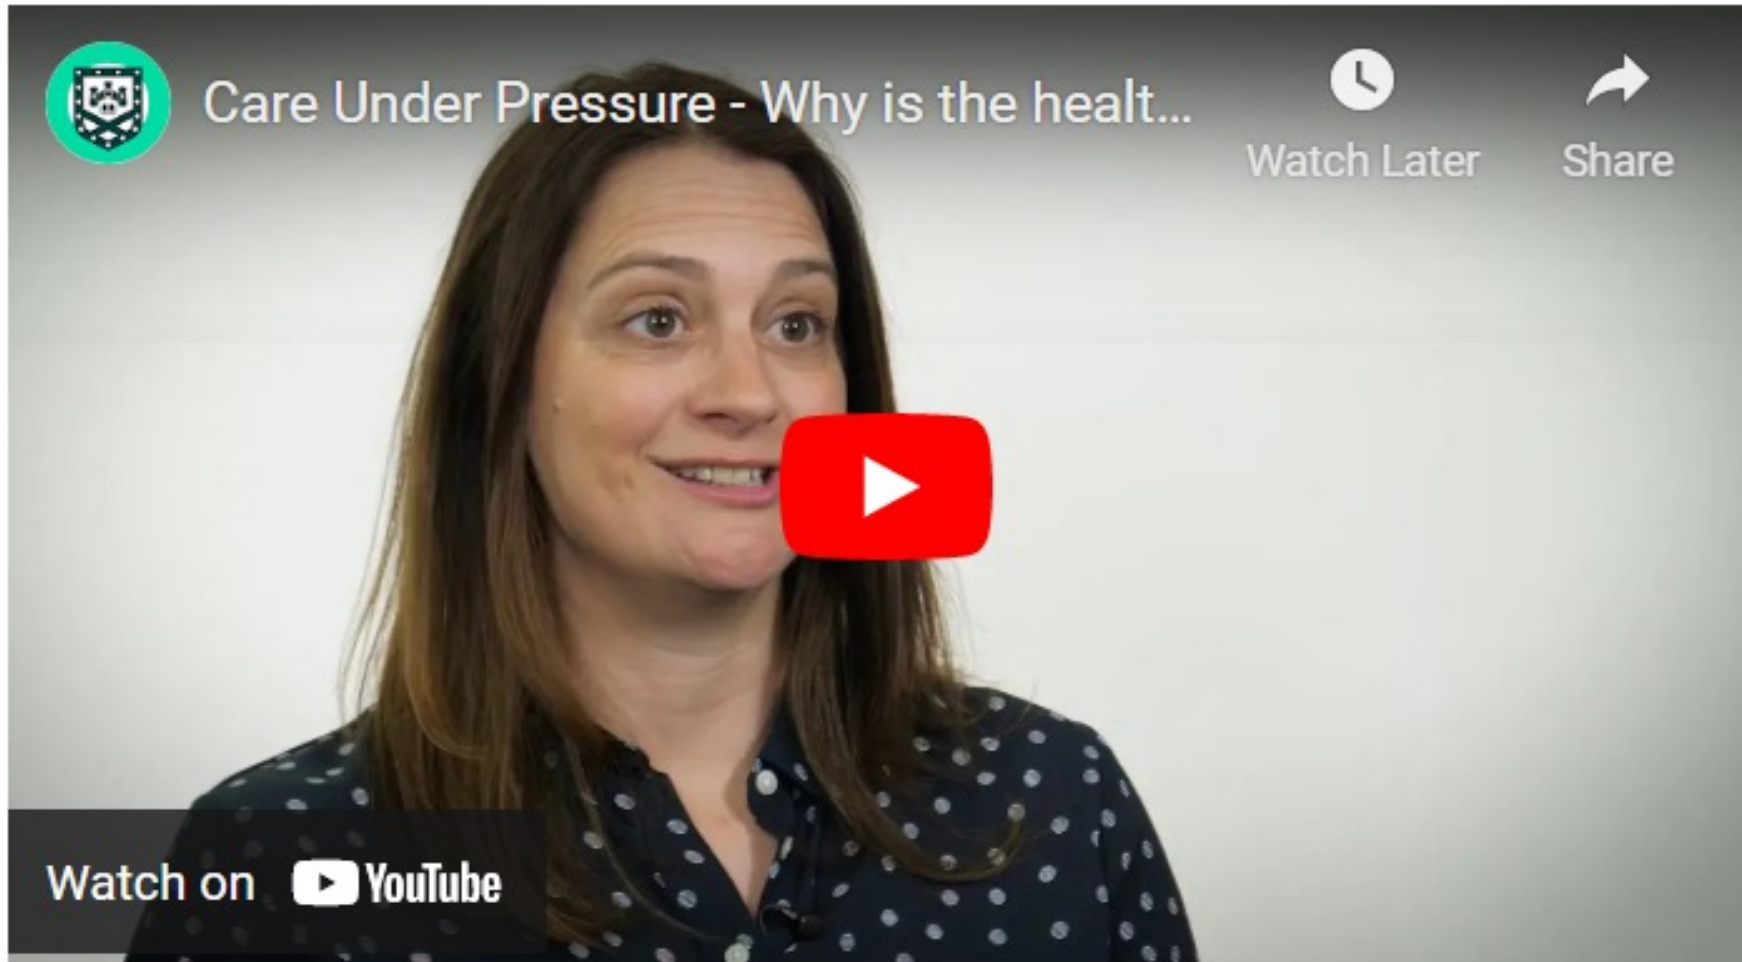 Care Under Pressure - Why is the healt...
Watch Later
Share
Watch on YouTube